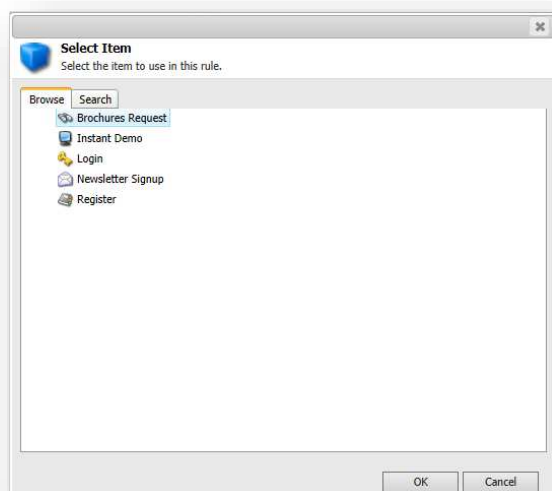 Select Item
Select the item to use in this rule.
Browse Search
Brochures Request
Instant Demo
Login
Newsletter Signup
Register
OK Cancel